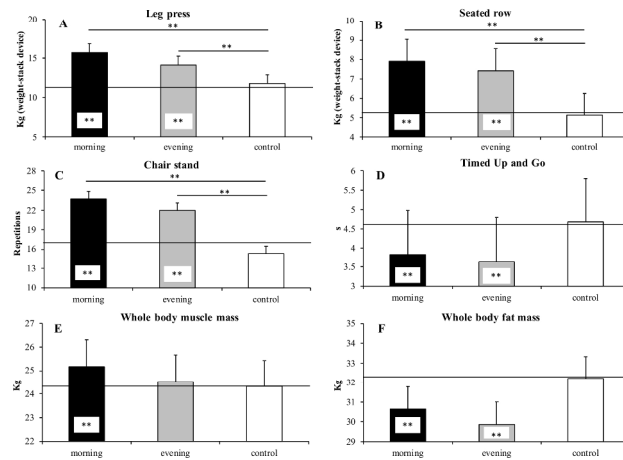 Leg press
A
Kg (weight-stack device)
20
15
10
5
**
**
**
**
morning
evening
control
Seated row
B
Kg (weight-stack device)
10
9
8
7
6
5
4
**
**
**
**
morning
evening
control
Chair stand
C
Repetitions
28
25
22
19
16
13
10
**
**
**
**
morning
evening
control
Timed Up and Go
D
s
6
5.5
5
4.5
4
3.5
3
**
**
morning
evening
control
Whole body muscle mass
E
Kg
27
26
25
24
23
22
**
morning
evening
control
Whole body fat mass
F
Kg
35
34
33
32
31
30
29
**
**
morning
evening
control